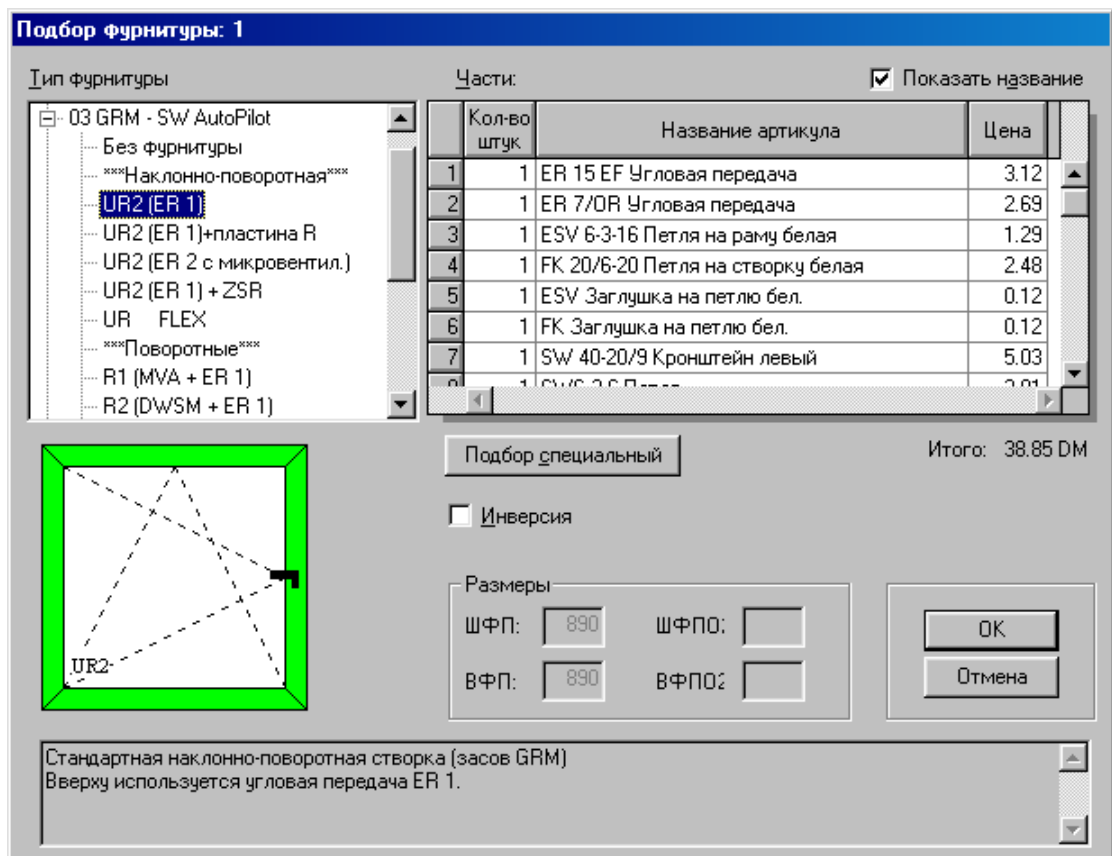 Подбор фурнитуры: 1
Тип фурнитуры
Части:
Показать название
03 GRM - SW AutoPilot
Без фурнитуры
***Наклонно-поворотная***
UR2 (ER 1)
UR2 (ER 1)+пластина R
UR2 (ER 2 с микровентил.)
UR2 (ER 1) + ZSR
UR FLEX
***Поворотные***
R1 (MVA + ER 1)
R2 (DWSM + ER 1)
Кол-во штук Название артикула Цена
1 1 ER 15 EF Угловая передача 3.12
2 1 ER 7/OR Угловая передача 2.69
3 1 ESV 6-3-16 Петля на раму белая 1.29
4 1 FK 20/6-20 Петля на створку белая 2.48
5 1 ESV Заглушка на петлю бел. 0.12
6 1 FK Заглушка на петлю бел. 0.12
7 1 SW 40-20/9 Кронштейн левый 5.03
Подбор специальный
Итого: 38.85 DM
Инверсия
UR2
Размеры
ШФП: 890 ШФПО
ВФП: 890 ВФПО2
OK
Отмена
Стандартная наклонно-поворотная створка (засов GRM)
Вверху используется угловая передача ER 1.